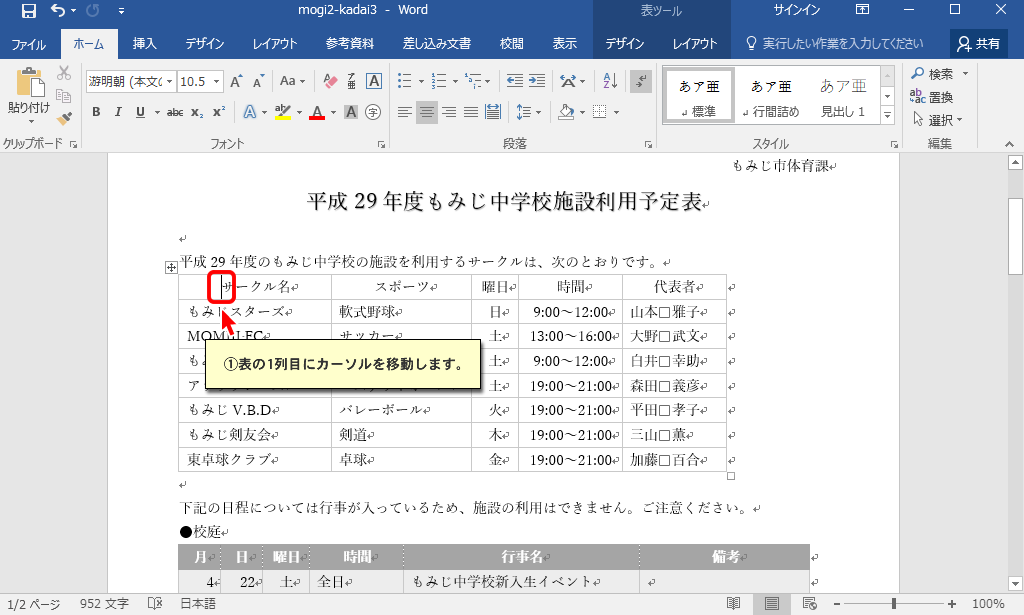 mogi2-kadai3 - Word
表ツール
サインイン
ファイル ホーム 挿入 デザイン レイアウト 参考資料 差し込み文書 校閲 表示 デザイン レイアウト 実行したい作業を入力してください 共有
貼り付け
クリップボード
游明朝 (本文の 10.5 A A Aa A
B I U abc x₂ x² A ab A A 字
フォント
段落
あア亜 あア亜 あア亜
↲標準 ↲行間詰め 見出し 1
スタイル
検索
置換
選択
編集
もみじ市体育課↵
平成 29 年度もみじ中学校施設利用予定表↵
↵
平成 29 年度のもみじ中学校の施設を利用するサークルは、次のとおりです。↵
サークル名↵ スポーツ↵ 曜日↵ 時間↵ 代表者↵
もみじスターズ↵ 軟式野球↵ 日↵ 9:00～12:00↵ 山本□雅子↵
サッカー↵ 土↵ 13:00～16:00↵ 大野□武文↵
土↵ 9:00～12:00↵ 白井□幸助↵
土↵ 19:00～21:00↵ 森田□義彦↵
①表の1列目にカーソルを移動します。
もみじ V.B.D↵ バレーボール↵ 火↵ 19:00～21:00↵ 平田□孝子↵
もみじ剣友会↵ 剣道↵ 木↵ 19:00～21:00↵ 三山□薫↵
東卓球クラブ↵ 卓球↵ 金↵ 19:00～21:00↵ 加藤□百合↵
↵
下記の日程については行事が入っているため、施設の利用はできません。ご注意ください。↵
●校庭↵
月↵ 日↵ 曜日↵ 時間↵ 行事名↵ 備考↵
4↵ 22↵ 土↵ 全日↵ もみじ中学校新入生イベント↵ ↵
1/2 ページ 952 文字 日本語 100%